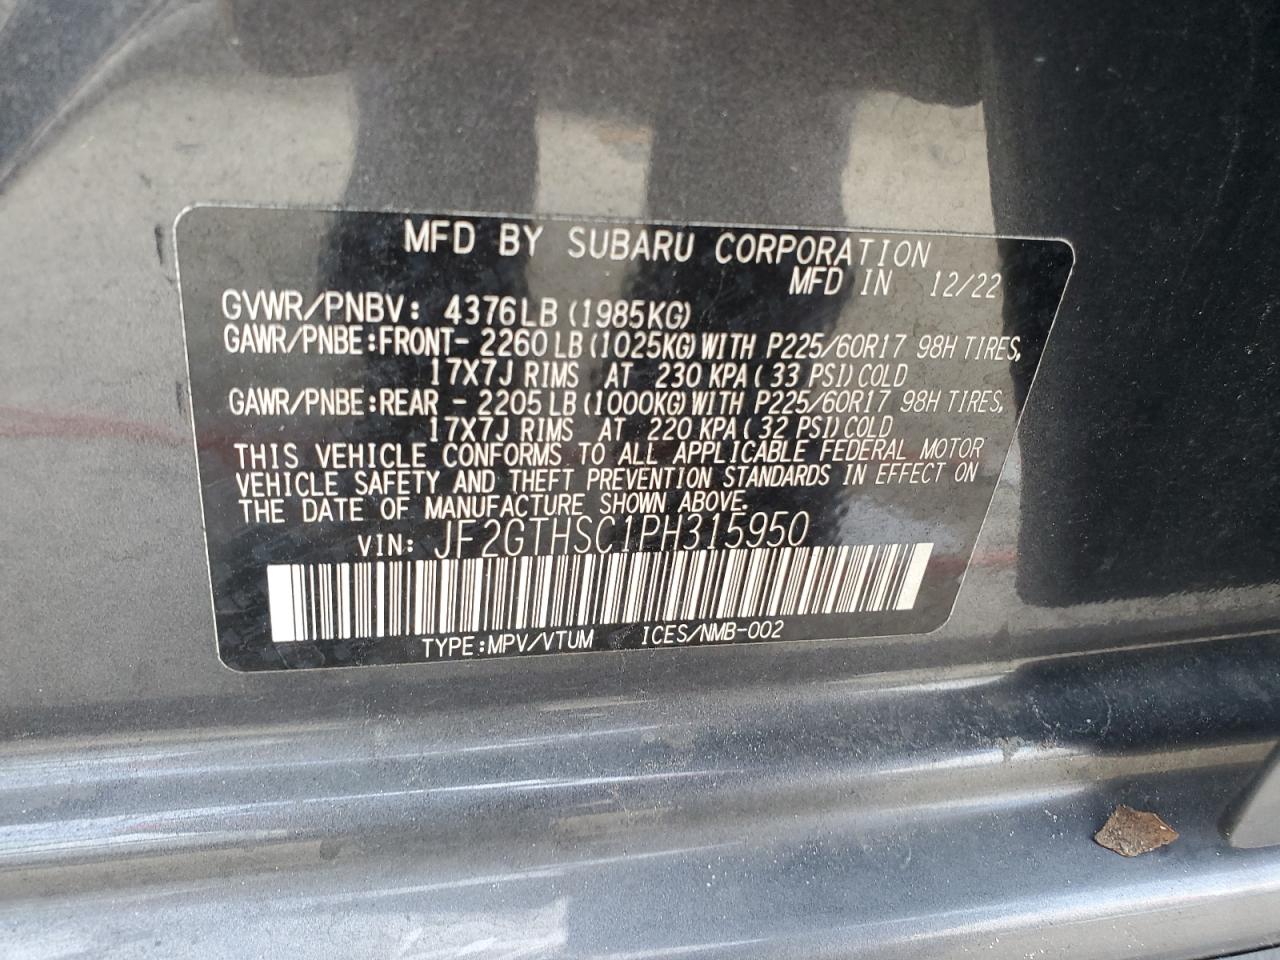 MFD BY SUBARU CORPORATION
MFD IN 12/22
GVWR/PNBV: 4376LB (1985KG)
GAWR/PNBE:FRONT- 2260 LB (1025KG) WITH P225/60R17 98H TIRES,
17X7J RIMS AT 230 KPA ( 33 PSI) COLD
GAWR/PNBE:REAR - 2205 LB (1000KG) WITH P225/60R17 98H TIRES,
17X7J RIMS AT 220 KPA ( 32 PSI) COLD
THIS VEHICLE CONFORMS TO ALL APPLICABLE FEDERAL MOTOR
VEHICLE SAFETY AND THEFT PREVENTION STANDARDS IN EFFECT ON
THE DATE OF MANUFACTURE SHOWN ABOVE.
VIN: JF2GTHSC1PH315950
TYPE:MPV/VTUM ICES/NMB-002